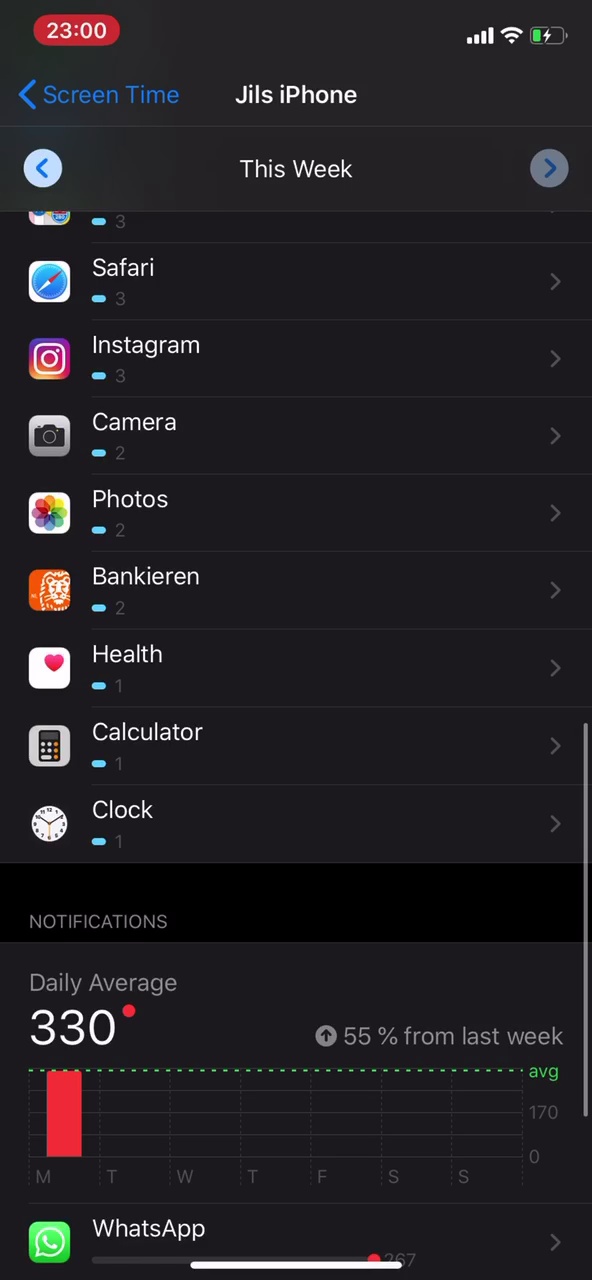 23:00
Screen Time
Jils iPhone
This Week
3
Safari
3
Instagram
3
Camera
2
Photos
2
Bankieren
2
Health
1
Calculator
1
Clock
1
NOTIFICATIONS
Daily Average
330
55 % from last week
avg
170
0
M T W T F S S
WhatsApp
267